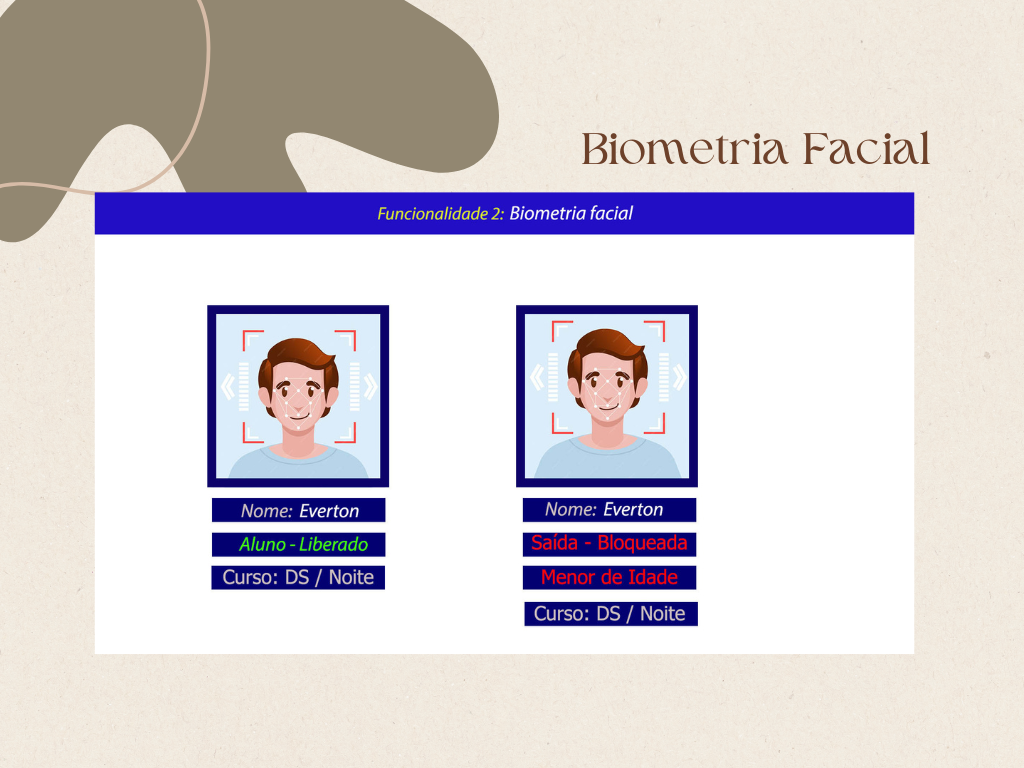 Biometria Facial
Funcionalidade 2: Biometria facial
Nome: Everton
Aluno - Liberado
Curso: DS / Noite
Nome: Everton
Saída - Bloqueada
Menor de Idade
Curso: DS / Noite